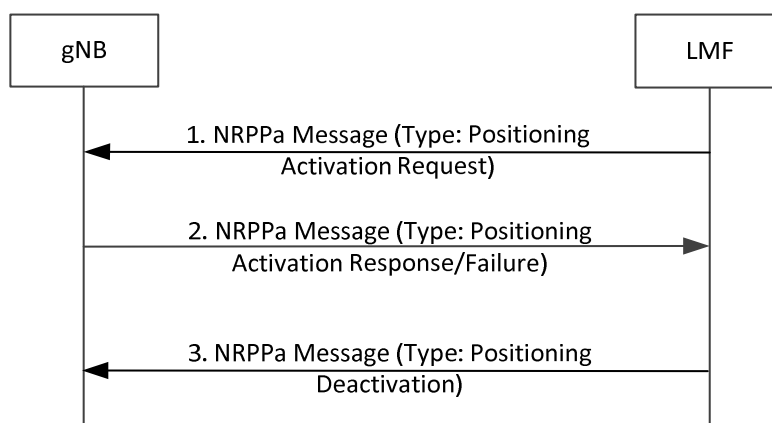 gNB
LMF
1. NRPPa Message (Type: Positioning
Activation Request)
2. NRPPa Message (Type: Positioning
Activation Response/Failure)
3. NRPPa Message (Type: Positioning
Deactivation)